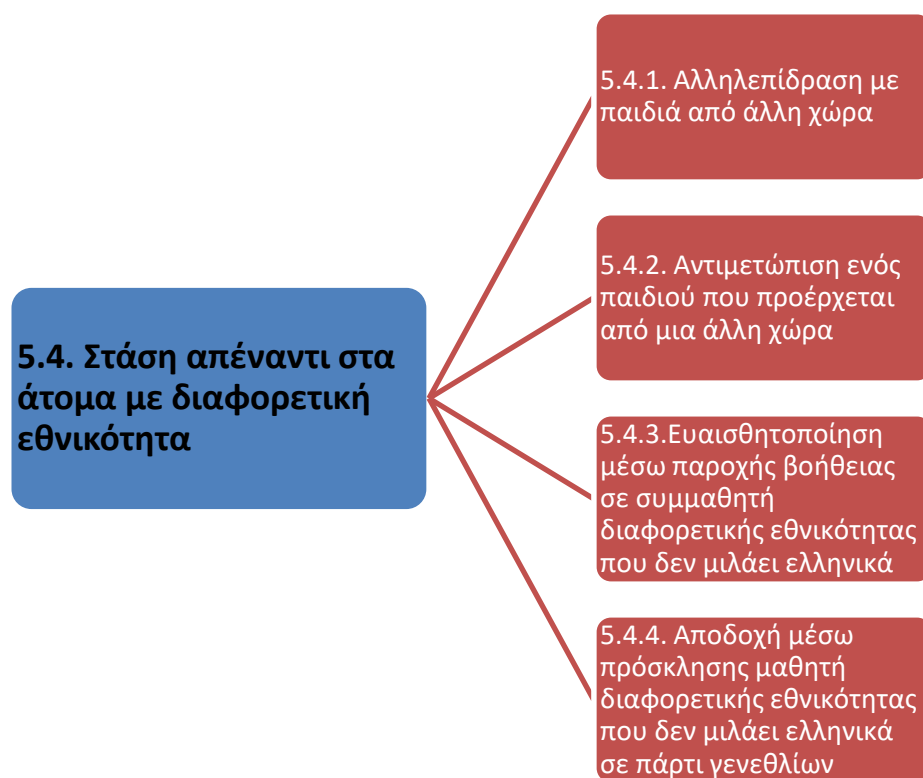 5.4. Στάση απέναντι στα
άτομα με διαφορετική
εθνικότητα
5.4.1. Αλληλεπίδραση με
παιδιά από άλλη χώρα
5.4.2. Αντιμετώπιση ενός
παιδιού που προέρχεται
από μια άλλη χώρα
5.4.3.Ευαισθητοποίηση
μέσω παροχής βοήθειας
σε συμμαθητή
διαφορετικής εθνικότητας
που δεν μιλάει ελληνικά
5.4.4. Αποδοχή μέσω
πρόσκλησης μαθητή
διαφορετικής εθνικότητας
που δεν μιλάει ελληνικά
σε πάρτι γενεθλίων